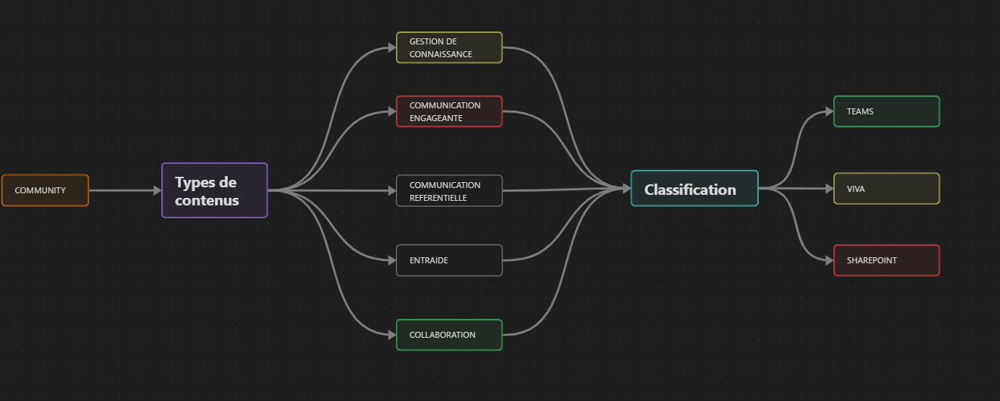 COMMUNITY
Types de
contenus
GESTION DE
CONNAISSANCE
COMMUNICATION
ENGAGEANTE
COMMUNICATION
REFERENTIELLE
ENTRAIDE
COLLABORATION
Classification
TEAMS
VIVA
SHAREPOINT